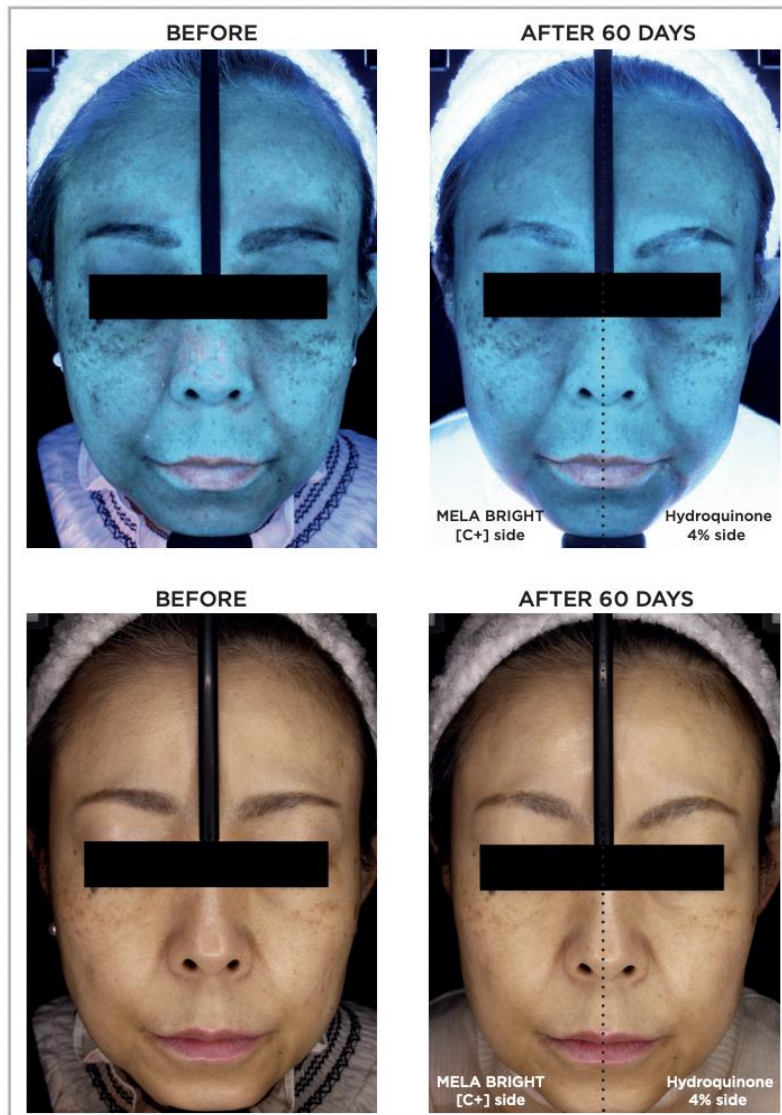 BEFORE
AFTER 60 DAYS
MELA BRIGHT
[C+] side
Hydroquinone
4% side
BEFORE
AFTER 60 DAYS
MELA BRIGHT
[C+] side
Hydroquinone
4% side